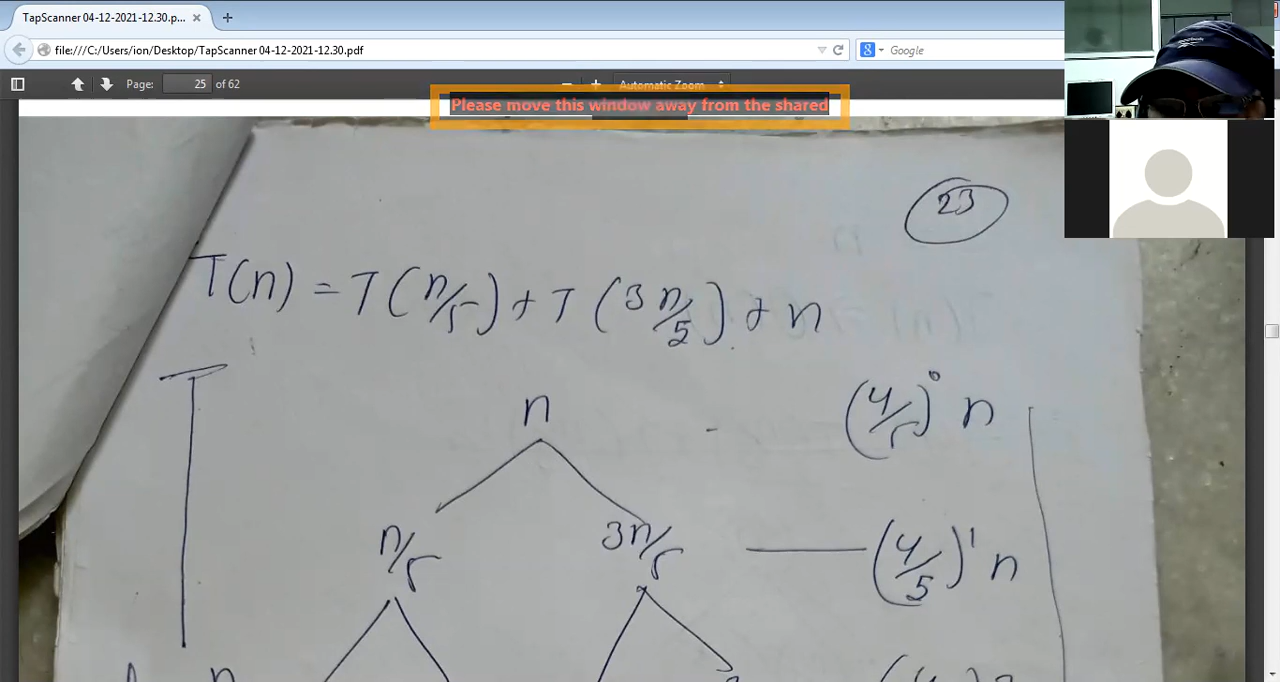 TapScanner 04-12-2021-12.30.p...
file:///C:/Users/ion/Desktop/TapScanner 04-12-2021-12.30.pdf
Google
Page: 25 of 62
Automatic Zoom
Please move this window away from the shared
23
T(n) = T(n/5) + T(3n/5) + n
n (4/5)^0 n
n/5 3n/5 (4/5)^1 n